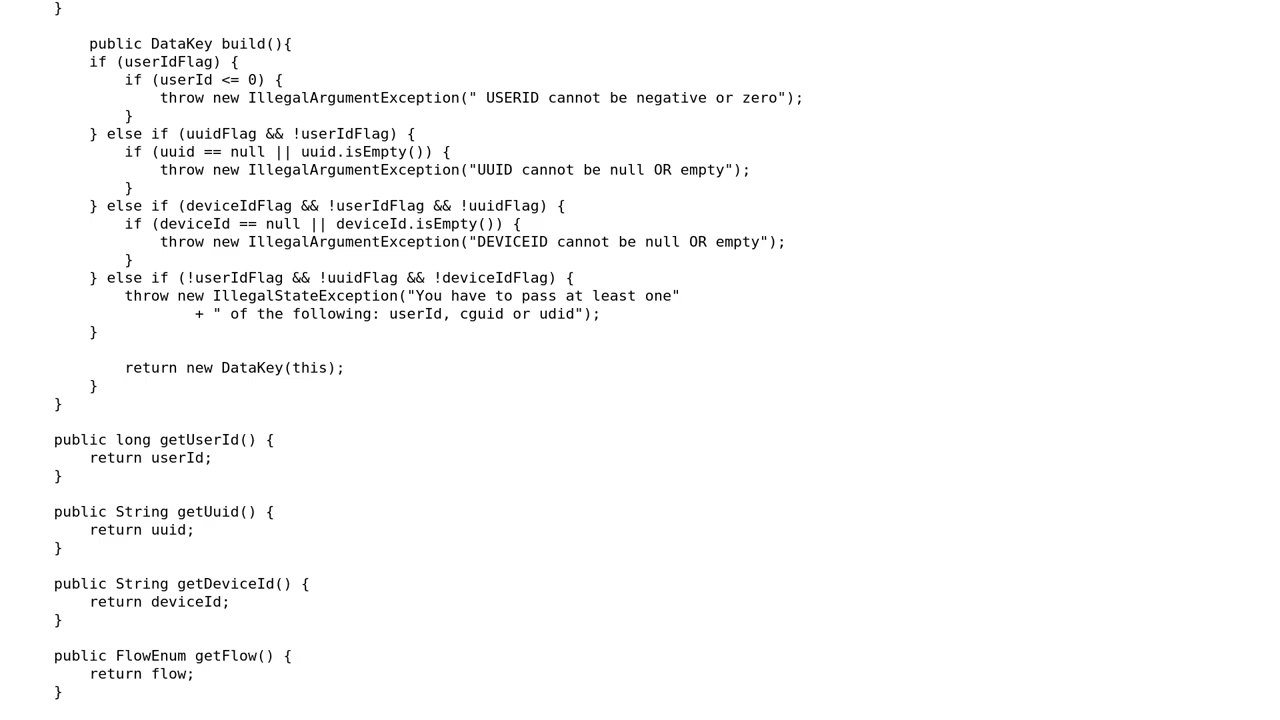 }
public DataKey build(){
if (userIdFlag) {
if (userId <= 0) {
throw new IllegalArgumentException(" USERID cannot be negative or zero");
}
} else if (uuidFlag && !userIdFlag) {
if (uuid == null || uuid.isEmpty()) {
throw new IllegalArgumentException("UUID cannot be null OR empty");
}
} else if (deviceIdFlag && !userIdFlag && !uuidFlag) {
if (deviceId == null || deviceId.isEmpty()) {
throw new IllegalArgumentException("DEVICEID cannot be null OR empty");
}
} else if (!userIdFlag && !uuidFlag && !deviceIdFlag) {
throw new IllegalStateException("You have to pass at least one"
+ " of the following: userId, cguid or udid");
}
return new DataKey(this);
}
}
public long getUserId() {
return userId;
}
public String getUuid() {
return uuid;
}
public String getDeviceId() {
return deviceId;
}
public FlowEnum getFlow() {
return flow;
}